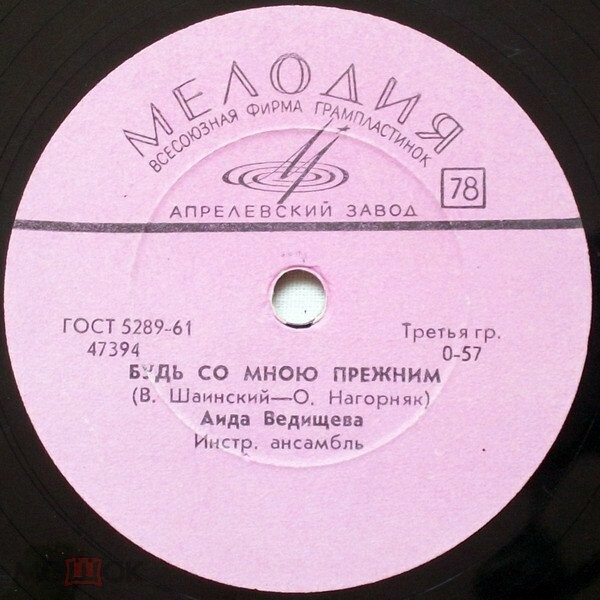 МЕЛОДИЯ
ВСЕСОЮЗНАЯ ФИРМА ГРАМПЛАСТИНОК
78
АПРЕЛЕВСКИЙ ЗАВОД
ГОСТ 5289-61
Третья гр.
47394
0-57
БУДЬ СО МНОЮ ПРЕЖНИМ
(В. Шаинский—О. Нагорняк)
Аида Ведищева
Инстр. ансамбль
МЕШОК